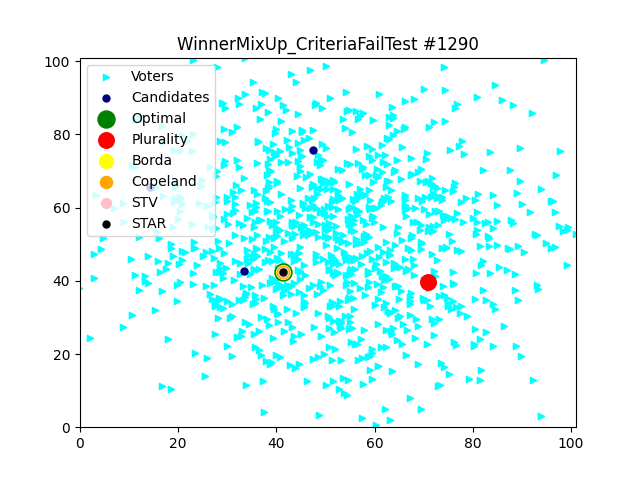 WinnerMixUp_CriteriaFailTest #1290
100
80
60
40
20
0
0 20 40 60 80 100
Voters
Candidates
Optimal
Plurality
Borda
Copeland
STV
STAR